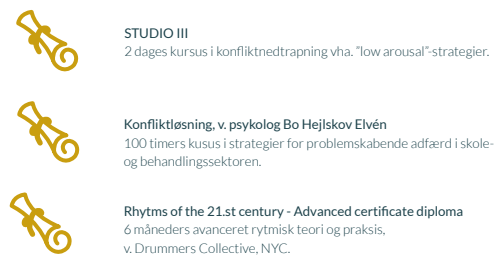 STUDIO III
2 dages kursus i konfliktnedtrapning vha. ”low arousal”-strategier.
Konfliktløsning, v. psykolog Bo Hejlskov Elvén
100 timers kusus i strategier for problemskabende adfærd i skole-
og behandlingssektoren.
Rhytms of the 21.st century - Advanced certificate diploma
6 måneders avanceret rytmisk teori og praksis,
v. Drummers Collective, NYC.